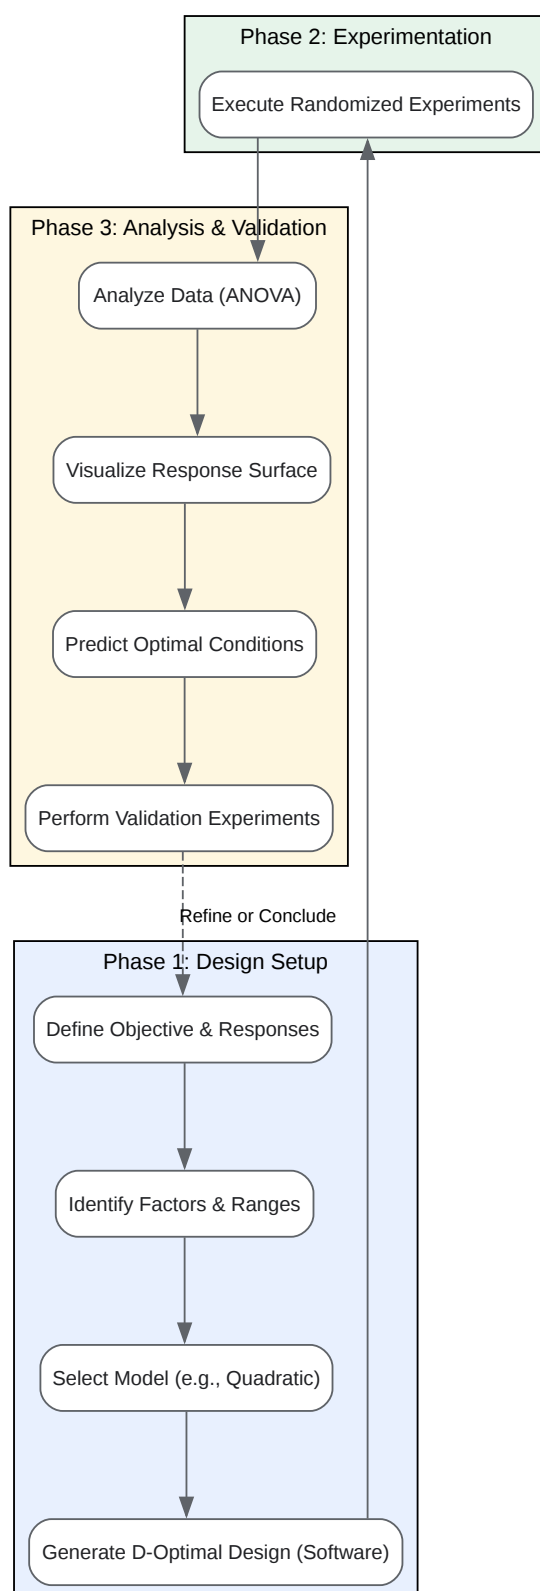 Phase 2: Experimentation
Execute Randomized Experiments
Phase 3: Analysis & Validation
Analyze Data (ANOVA)
Visualize Response Surface
Predict Optimal Conditions
Perform Validation Experiments
Refine or Conclude
Phase 1: Design Setup
Define Objective & Responses
Identify Factors & Ranges
Select Model (e.g., Quadratic)
Generate D-Optimal Design (Software)